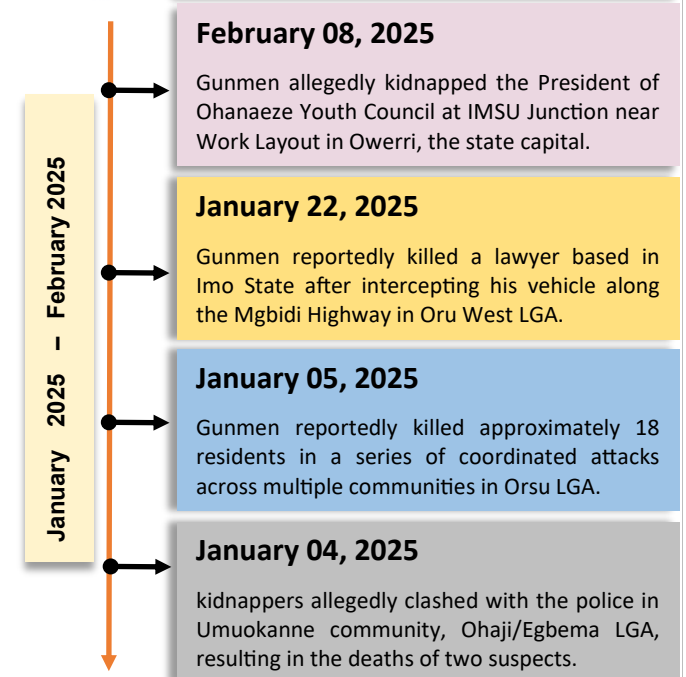 February 08, 2025
Gunmen allegedly kidnapped the President of
Ohanaeze Youth Council at IMSU Junction near
Work Layout in Owerri, the state capital.
January 22, 2025
Gunmen reportedly killed a lawyer based in
Imo State after intercepting his vehicle along
the Mgbidi Highway in Oru West LGA.
January 05, 2025
Gunmen reportedly killed approximately 18
residents in a series of coordinated attacks
across multiple communities in Orsu LGA.
January 04, 2025
kidnappers allegedly clashed with the police in
Umuokanne community, Ohaji/Egbema LGA,
resulting in the deaths of two suspects.
January 2025 – February 2025